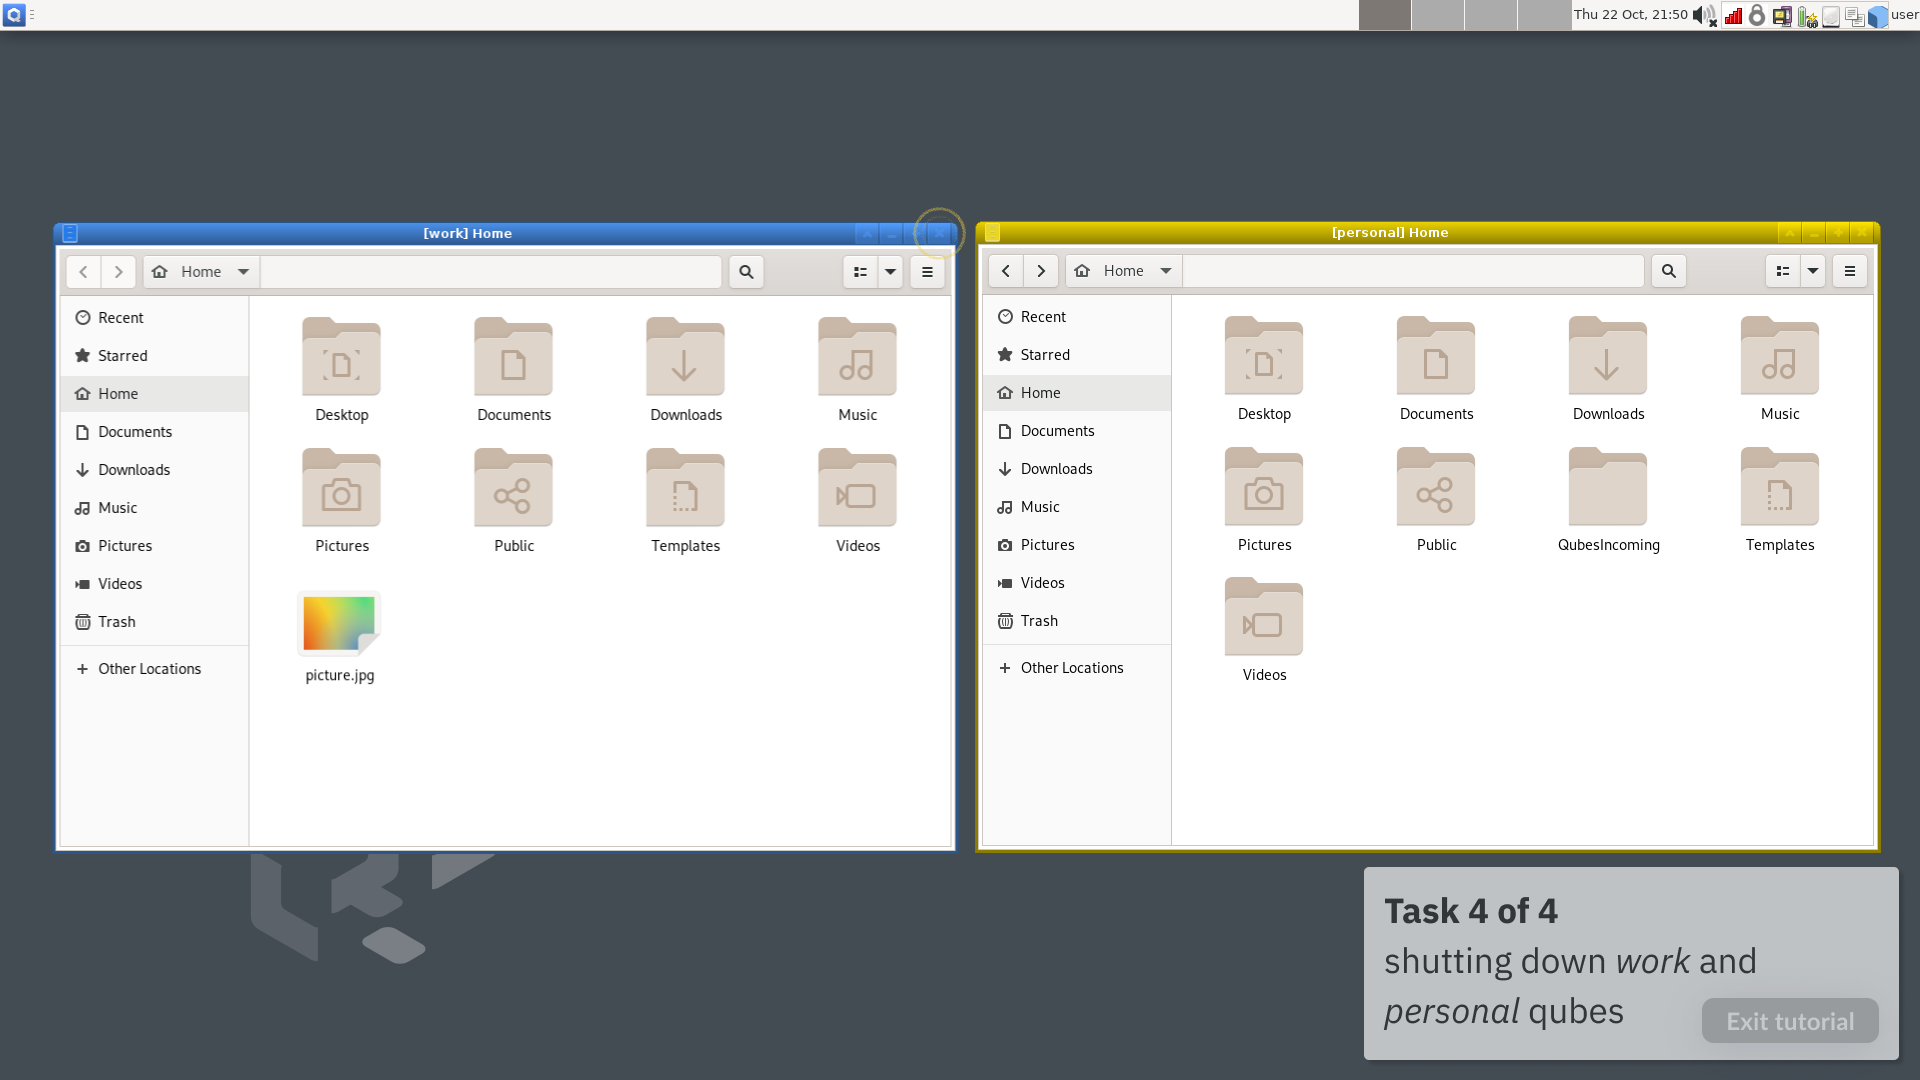 Thu 22 Oct, 21:50
user
[work] Home
Home
Recent
Starred
Home
Documents
Downloads
Music
Pictures
Videos
Trash
Other Locations
Desktop
Documents
Downloads
Music
Pictures
Public
Templates
Videos
picture.jpg
[personal] Home
Home
Recent
Starred
Home
Documents
Downloads
Music
Pictures
Videos
Trash
Other Locations
Desktop
Documents
Downloads
Music
Pictures
Public
QubesIncoming
Templates
Videos
Task 4 of 4
shutting down work and
personal qubes
Exit tutorial